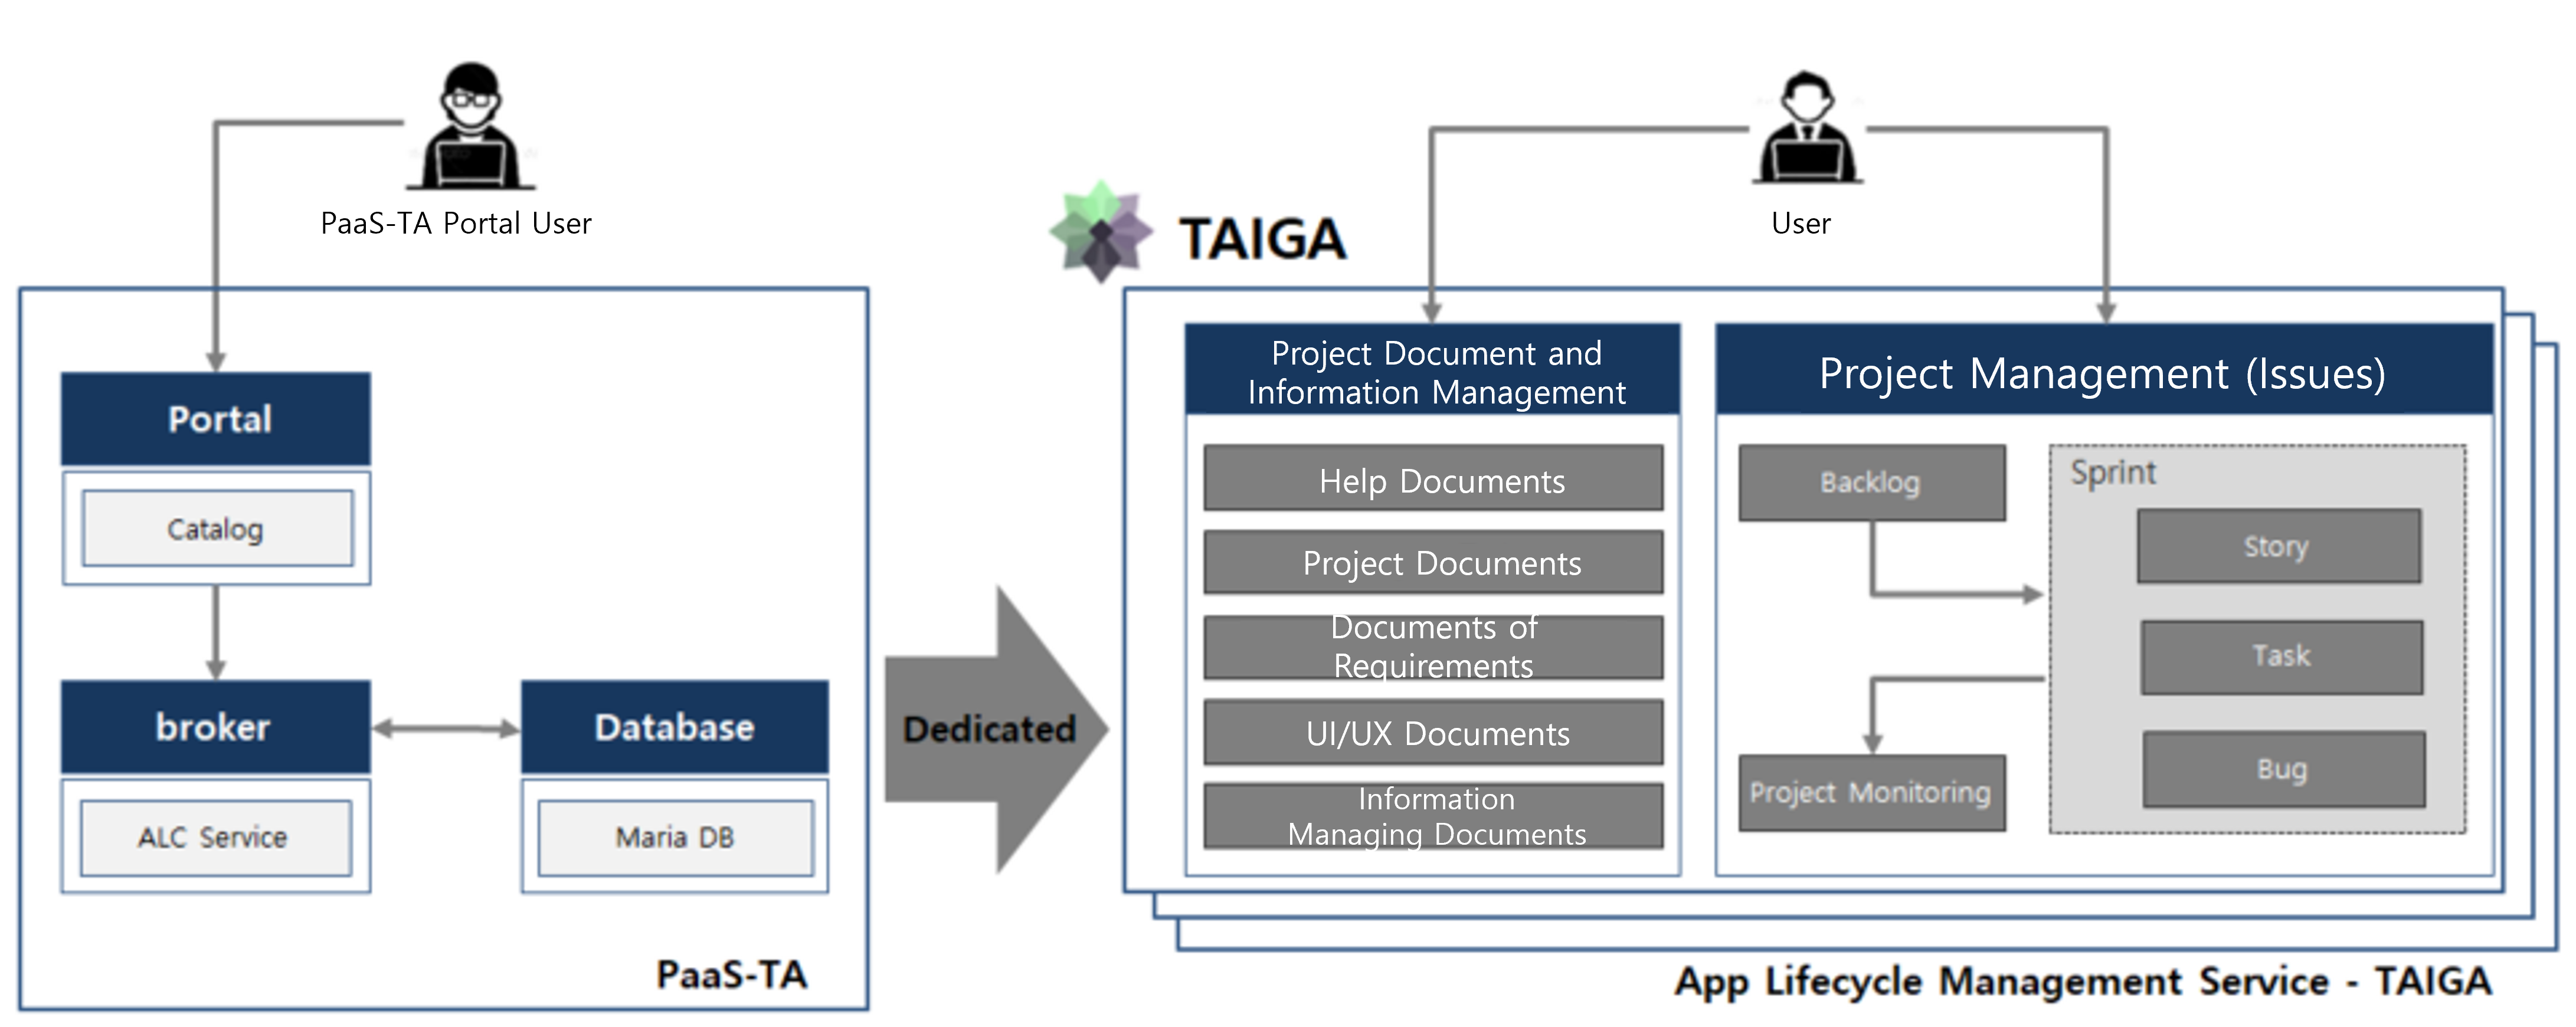 PaaS-TA Portal User
User
TAIGA
Portal
Catalog
broker
ALC Service
Database
Maria DB
PaaS-TA
Dedicated
Project Document and
Information Management
Help Documents
Project Documents
Documents of
Requirements
UI/UX Documents
Information
Managing Documents
Project Management (Issues)
Backlog
Sprint
Story
Task
Bug
Project Monitoring
App Lifecycle Management Service - TAIGA